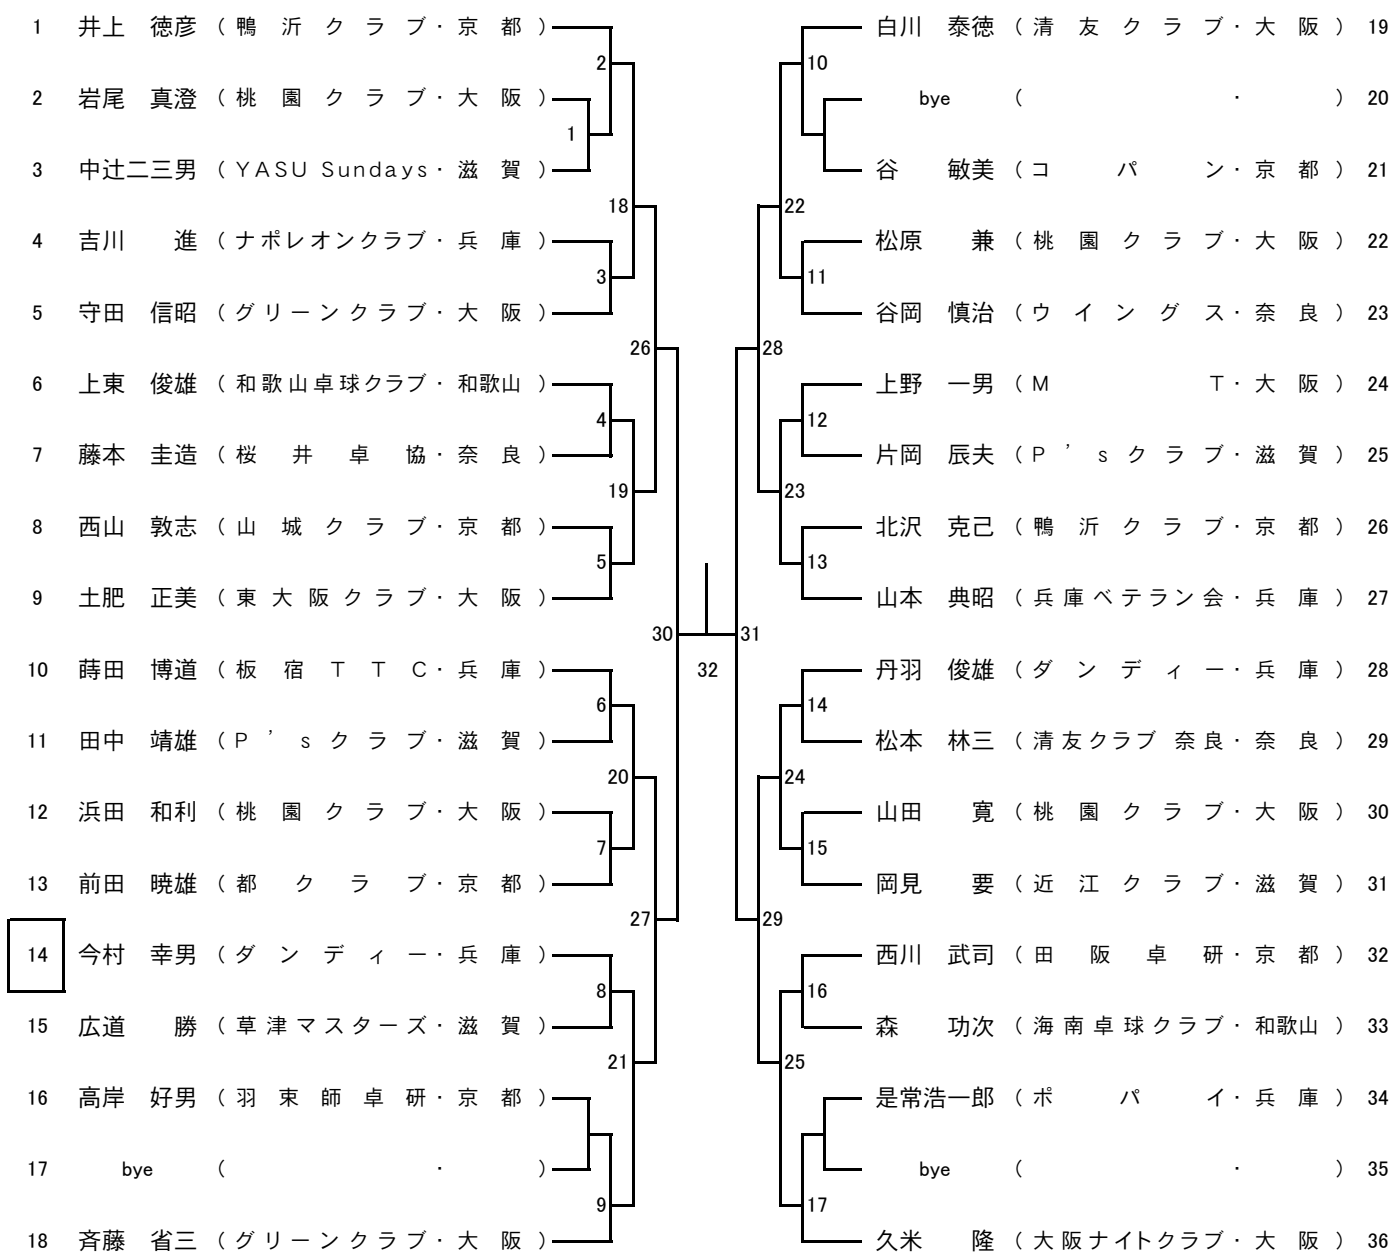 1 井上 徳彦 ( 鴨沂クラブ・京都 )
2 岩尾 真澄 ( 桃園クラブ・大阪 )
3 中辻二三男 ( YASU Sundays・滋賀 )
4 吉川 進 ( ナポレオンクラブ・兵庫 )
5 守田 信昭 ( グリーンクラブ・大阪 )
6 上東 俊雄 ( 和歌山卓球クラブ・和歌山 )
7 藤本 圭造 ( 桜井卓協・奈良 )
8 西山 敦志 ( 山城クラブ・京都 )
9 土肥 正美 ( 東大阪クラブ・大阪 )
10 蒔田 博道 ( 板宿TTC・兵庫 )
11 田中 靖雄 ( P'sクラブ・滋賀 )
12 浜田 和利 ( 桃園クラブ・大阪 )
13 前田 暁雄 ( 都クラブ・京都 )
14 今村 幸男 ( ダンディー・兵庫 )
15 広道 勝 ( 草津マスターズ・滋賀 )
16 高岸 好男 ( 羽束師卓研・京都 )
17 bye ( ・ )
18 斉藤 省三 ( グリーンクラブ・大阪 )
2
1
18
3
26
4
19
5
30
6
20
7
27
8
21
9
32
10
22
11
28
12
23
13
31
14
24
15
29
16
25
17
白川 泰徳 ( 清友クラブ・大阪 ) 19
bye ( ・ ) 20
谷 敏美 ( コパン・京都 ) 21
松原 兼 ( 桃園クラブ・大阪 ) 22
谷岡 慎治 ( ウイングス・奈良 ) 23
上野 一男 ( MT・大阪 ) 24
片岡 辰夫 ( P'sクラブ・滋賀 ) 25
北沢 克己 ( 鴨沂クラブ・京都 ) 26
山本 典昭 ( 兵庫ベテラン会・兵庫 ) 27
丹羽 俊雄 ( ダンディー・兵庫 ) 28
松本 林三 ( 清友クラブ 奈良・奈良 ) 29
山田 寛 ( 桃園クラブ・大阪 ) 30
岡見 要 ( 近江クラブ・滋賀 ) 31
西川 武司 ( 田阪卓研・京都 ) 32
森 功次 ( 海南卓球クラブ・和歌山 ) 33
是常浩一郎 ( ポパイ・兵庫 ) 34
bye ( ・ ) 35
久米 隆 ( 大阪ナイトクラブ・大阪 ) 36